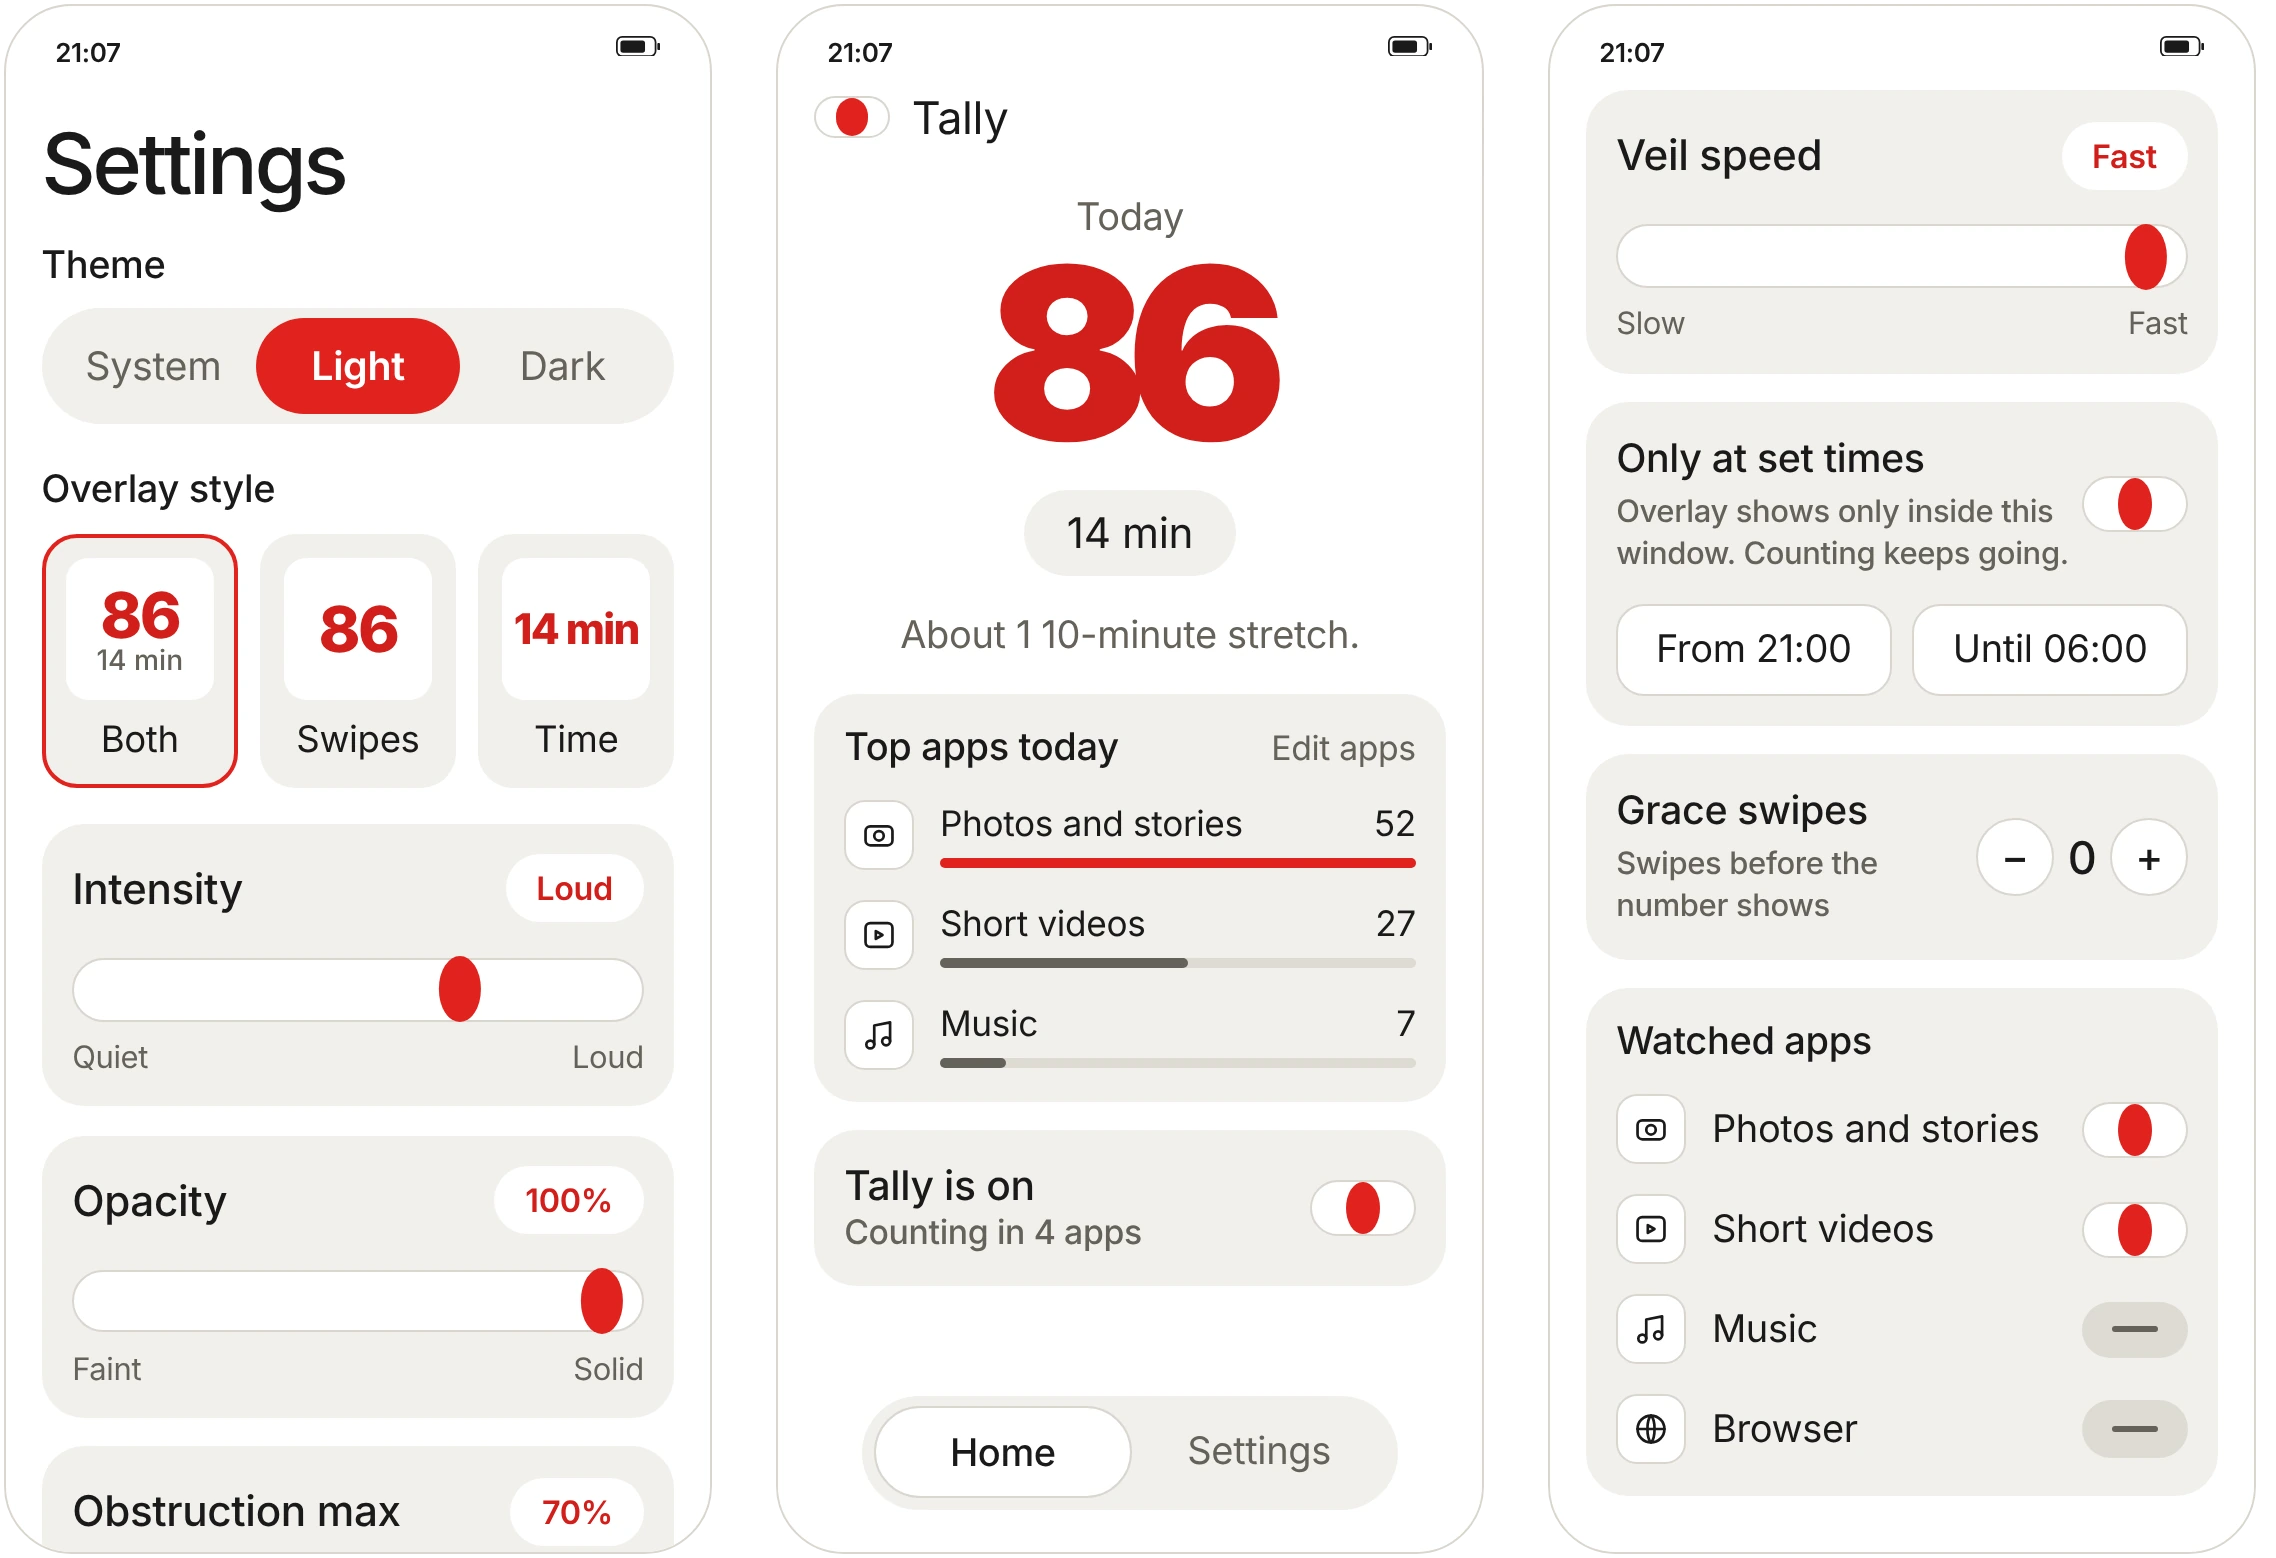 21:07
Settings
Theme
System Light Dark
Overlay style
86
14 min
Both
86
Swipes
14 min
Time
Intensity Loud
Quiet Loud
Opacity 100%
Faint Solid
Obstruction max 70%
21:07
Tally
Today
86
14 min
About 1 10-minute stretch.
Top apps today Edit apps
Photos and stories 52
Short videos 27
Music 7
Tally is on
Counting in 4 apps
Home Settings
21:07
Veil speed Fast
Slow Fast
Only at set times
Overlay shows only inside this
window. Counting keeps going.
From 21:00 Until 06:00
Grace swipes
Swipes before the
number shows
− 0 +
Watched apps
Photos and stories
Short videos
Music
Browser